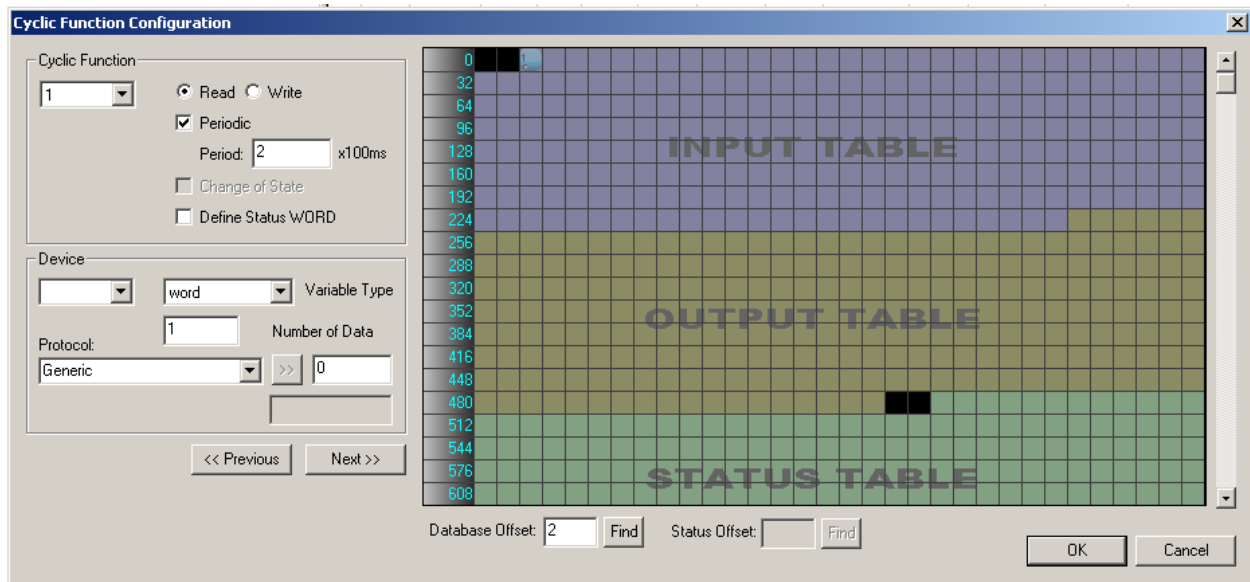 Cyclic Function Configuration
Cyclic Function
1
Read
Write
Periodic
Period: 2 x100ms
Change of State
Define Status WORD
Device
word
Variable Type
1
Number of Data
Protocol:
Generic
>>
0
<< Previous
Next >>
0
32
64
96
128
160
192
224
256
288
320
352
384
416
448
480
512
544
576
608
1
INPUT TABLE
OUTPUT TABLE
STATUS TABLE
Database Offset: 2 Find
Status Offset: Find
OK
Cancel